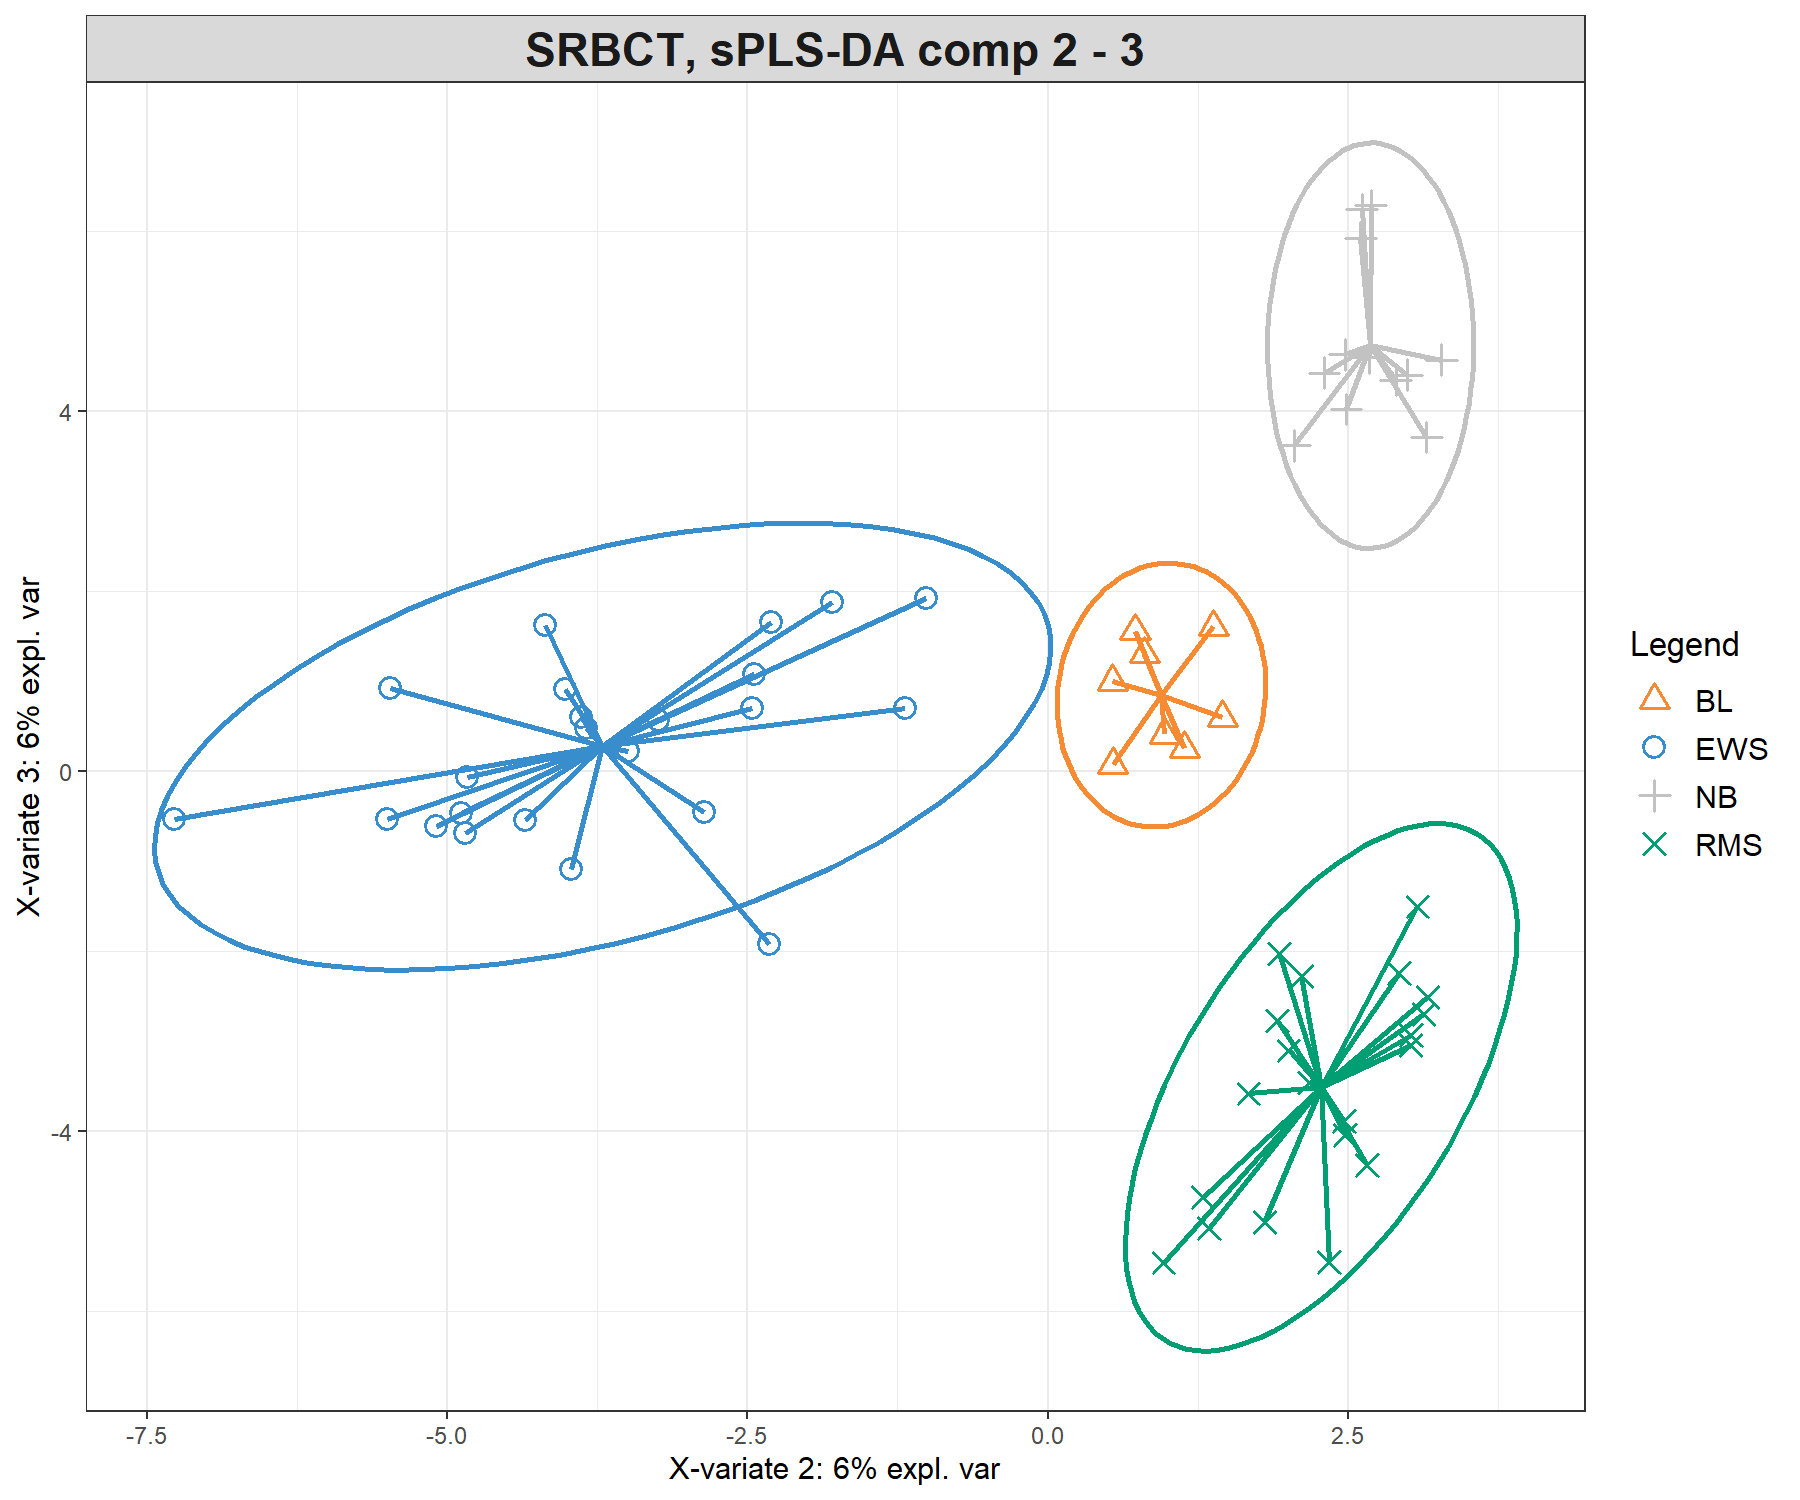 SRBCT, sPLS-DA comp 2 - 3
X-variate 3: 6% expl. var
4
0
-4
-7.5
-5.0
-2.5
0.0
2.5
X-variate 2: 6% expl. var
Legend
BL
EWS
NB
RMS